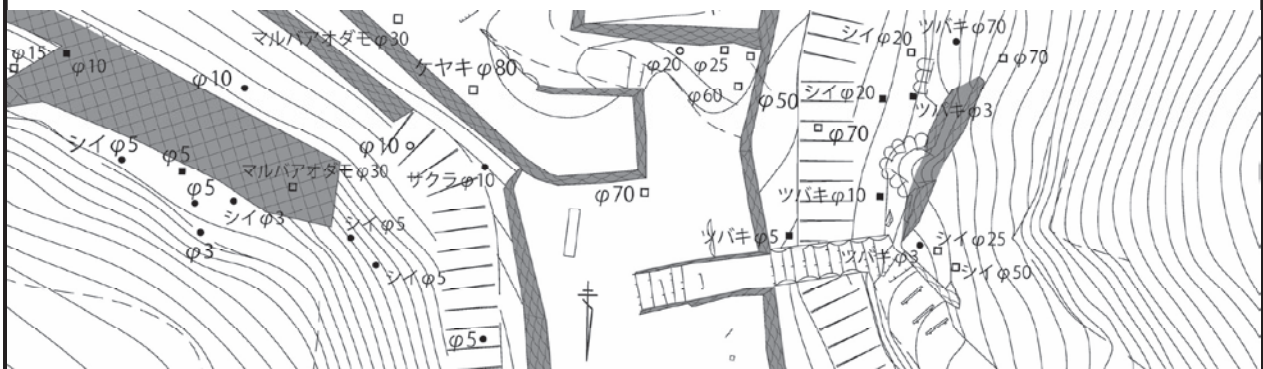 マルバアオダモφ30
φ15
φ10
φ10
ケヤキφ80
φ20
φ25
φ60
シイφ20
ツバキφ70
φ70
シイφ20
φ50
ツバキφ3
φ70
シイφ5
φ5
φ5
マルバアオダモφ30
φ10
サクラφ10
シイφ3
シイφ5
φ3
シイφ5
φ70
ツバキφ10
ツバキφ5
ツバキφ3
シイφ25
シイφ50
φ5